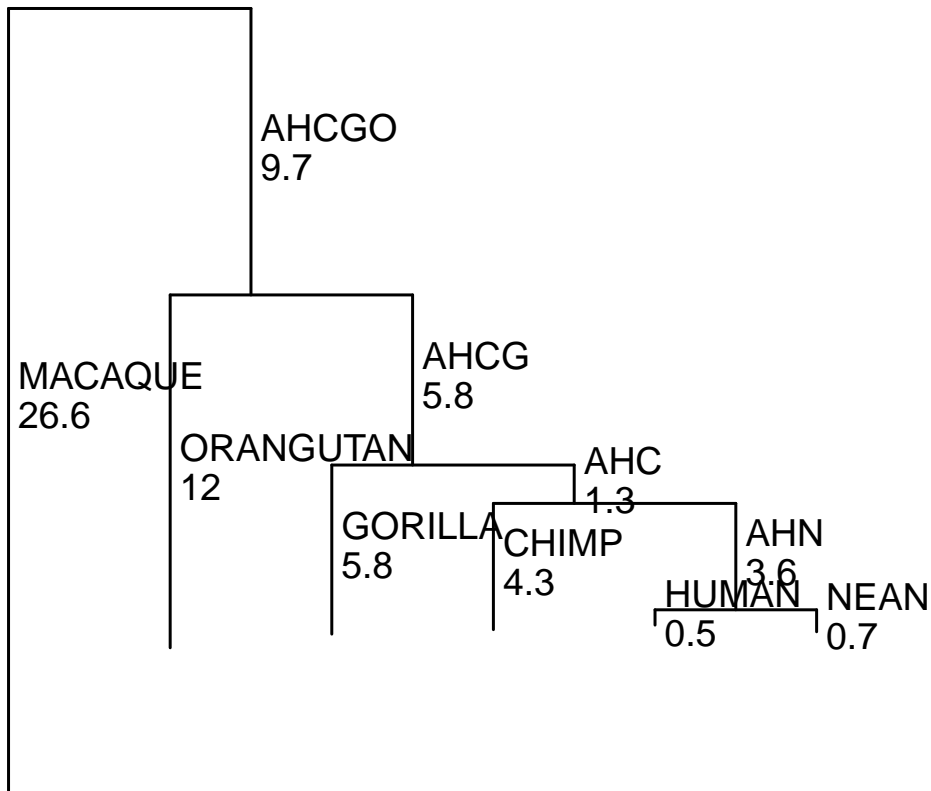 AHCGO
9.7
MACAQUE
26.6
AHCG
5.8
ORANGUTAN
12
AHC
1.3
GORILLA
5.8
CHIMP
4.3
AHN
3.6
HUMAN
0.5
NEAN
0.7